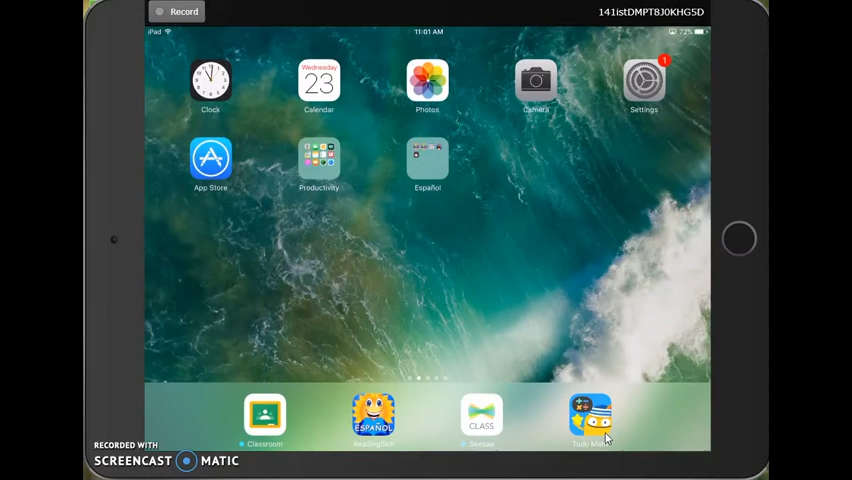 Record
141istDMPT8J0KHG5D
iPad
11:01 AM
72%
Wednesday
23
1
Clock
Calendar
Photos
Camera
Settings
App Store
Productivity
Español
ESPAÑOL
CLASS
Classroom
ReadingSkill
Seesaw
Todo
RECORDED WITH
SCREENCAST MATIC